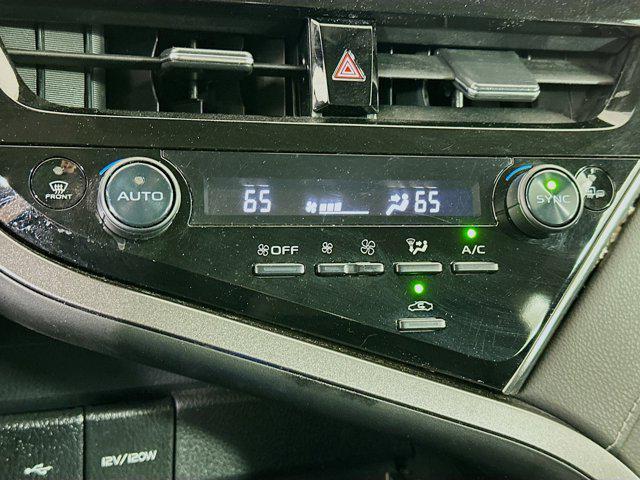 FRONT
AUTO
65
65
SYNC
OFF
A/C
12V/120W